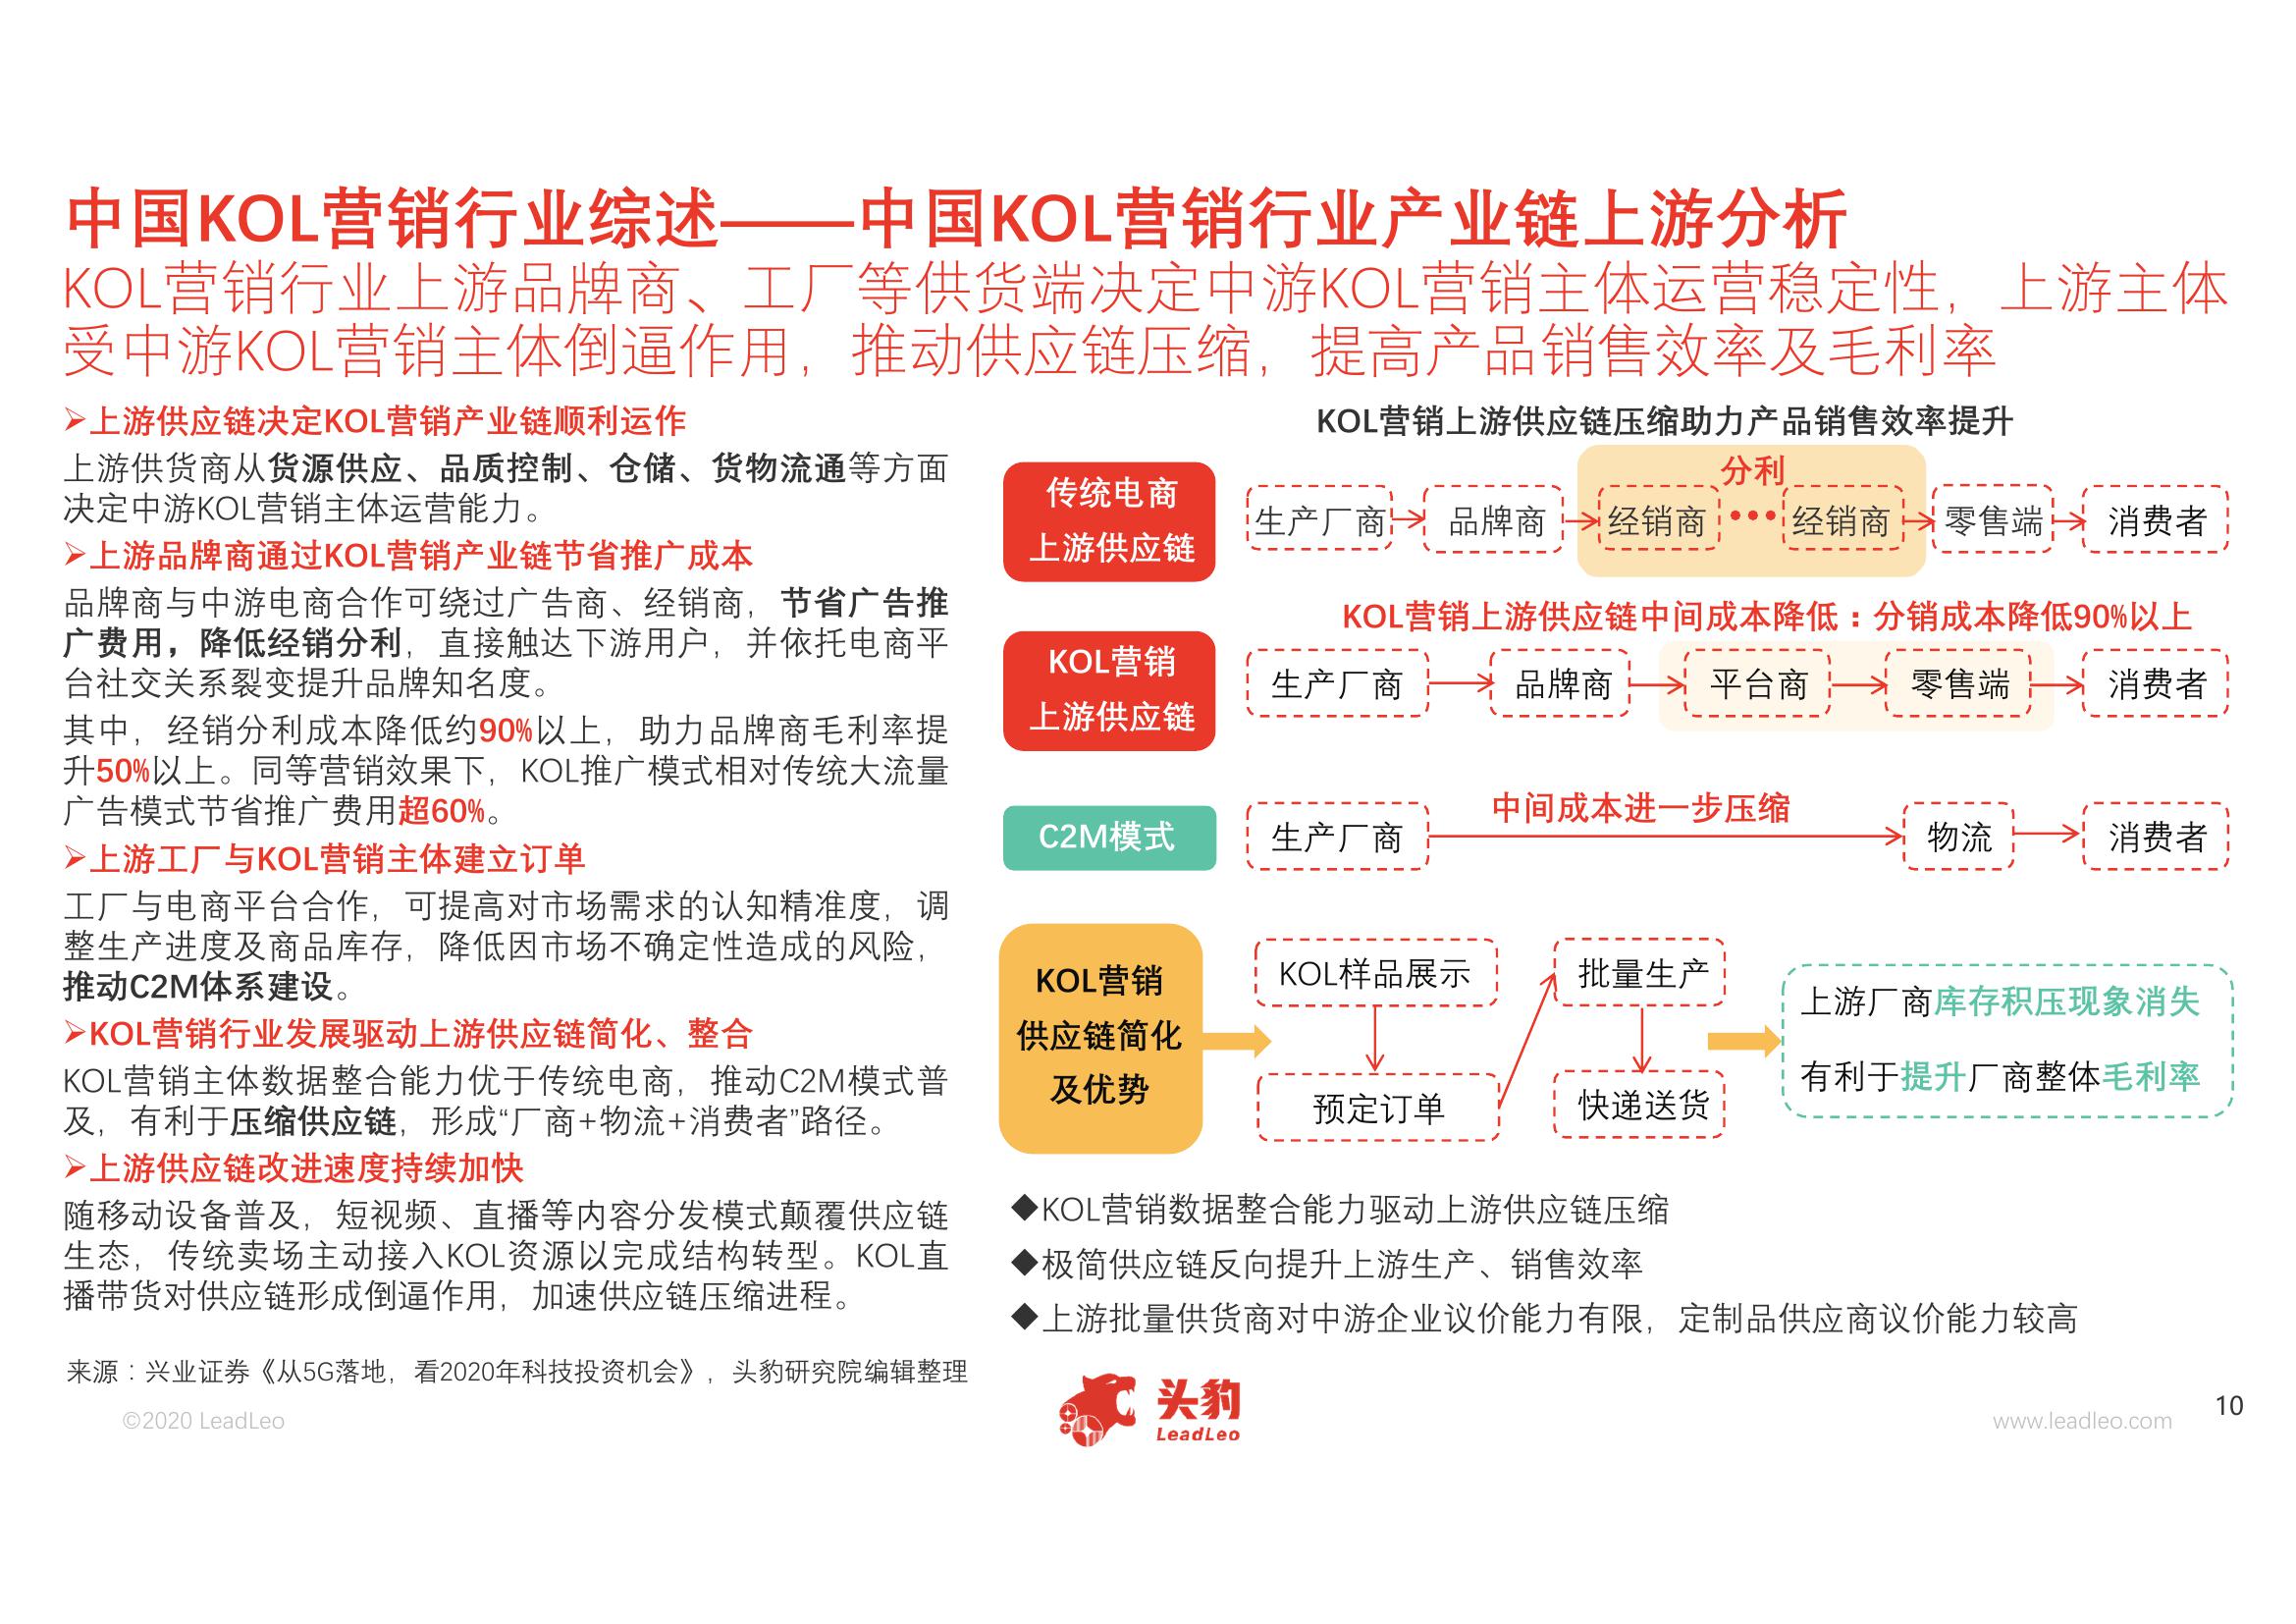 中国KOL营销行业综述——中国KOL营销行业产业链上游分析
KOL营销行业上游品牌商、工厂等供货端决定中游KOL营销主体运营稳定性，上游主体
受中游KOL营销主体倒逼作用，推动供应链压缩，提高产品销售效率及毛利率
➢上游供应链决定KOL营销产业链顺利运作
上游供货商从货源供应、品质控制、仓储、货物流通等方面
决定中游KOL营销主体运营能力。
➢上游品牌商通过KOL营销产业链节省推广成本
品牌商与中游电商合作可绕过广告商、经销商，节省广告推
广费用，降低经销分利，直接触达下游用户，并依托电商平
台社交关系裂变提升品牌知名度。
其中，经销分利成本降低约90%以上，助力品牌商毛利率提
升50%以上。同等营销效果下，KOL推广模式相对传统大流量
广告模式节省推广费用超60%。
➢上游工厂与KOL营销主体建立订单
工厂与电商平台合作，可提高对市场需求的认知精准度，调
整生产进度及商品库存，降低因市场不确定性造成的风险，
推动C2M体系建设。
➢KOL营销行业发展驱动上游供应链简化、整合
KOL营销主体数据整合能力优于传统电商，推动C2M模式普
及，有利于压缩供应链，形成“厂商+物流+消费者”路径。
➢上游供应链改进速度持续加快
随移动设备普及，短视频、直播等内容分发模式颠覆供应链
生态，传统卖场主动接入KOL资源以完成结构转型。KOL直
播带货对供应链形成倒逼作用，加速供应链压缩进程。
KOL营销上游供应链压缩助力产品销售效率提升
传统电商
上游供应链
分利
生产厂商 品牌商 经销商 ••• 经销商 零售端 消费者
KOL营销上游供应链中间成本降低：分销成本降低90%以上
KOL营销
上游供应链
生产厂商 品牌商 平台商 零售端 消费者
C2M模式
中间成本进一步压缩
生产厂商 物流 消费者
KOL营销
供应链简化
及优势
KOL样品展示 批量生产
预定订单 快递送货
上游厂商库存积压现象消失
有利于提升厂商整体毛利率
◆KOL营销数据整合能力驱动上游供应链压缩
◆极简供应链反向提升上游生产、销售效率
◆上游批量供货商对中游企业议价能力有限，定制品供应商议价能力较高
来源：兴业证券《从5G落地，看2020年科技投资机会》，头豹研究院编辑整理
©2020 LeadLeo
头豹
LeadLeo
www.leadleo.com
10